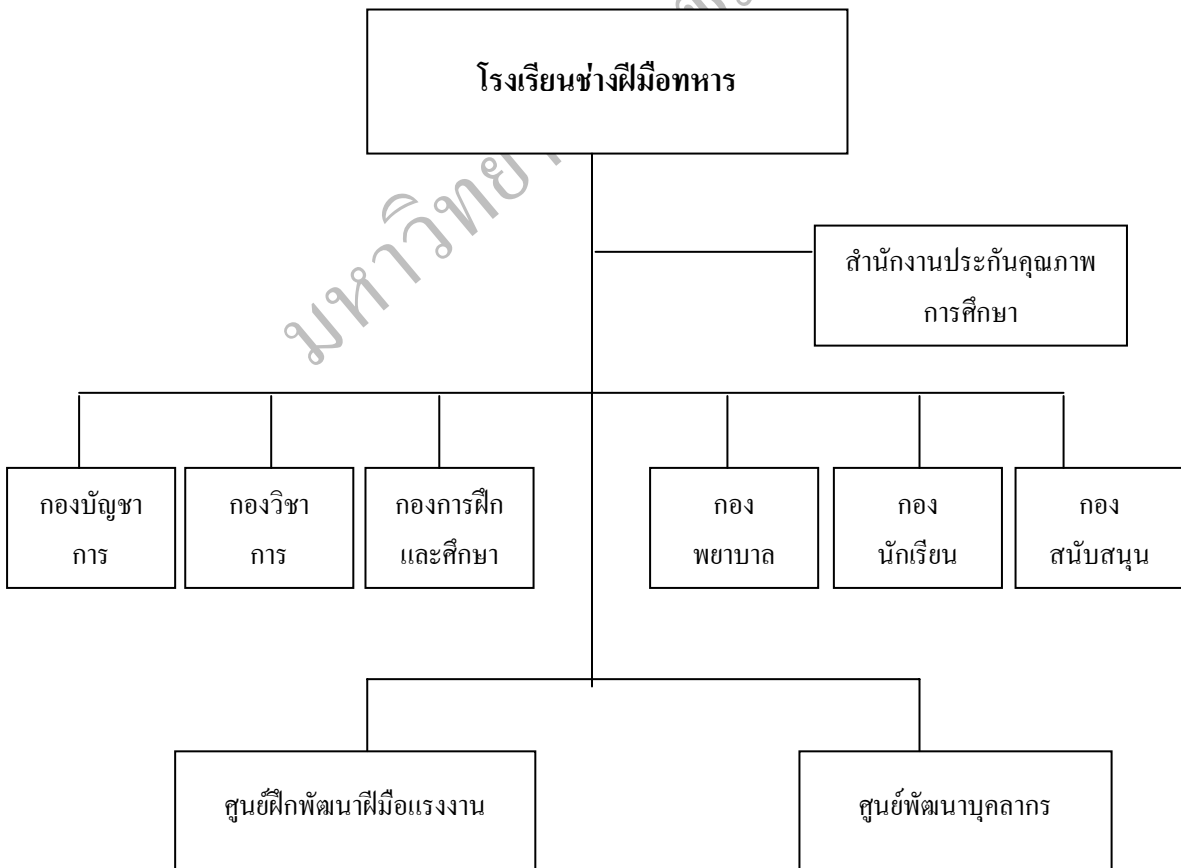 โรงเรียนช่างฝีมือทหาร
มหาวิทยา
สำนักงานประกันคุณภาพ
การศึกษา
กองบัญชา
การ
กองวิชา
การ
กองการฝึก
และศึกษา
กอง
พยาบาล
กอง
นักเรียน
กอง
สนับสนุน
ศูนย์ฝึกพัฒนาฝีมือแรงงาน
ศูนย์พัฒนาบุคลากร